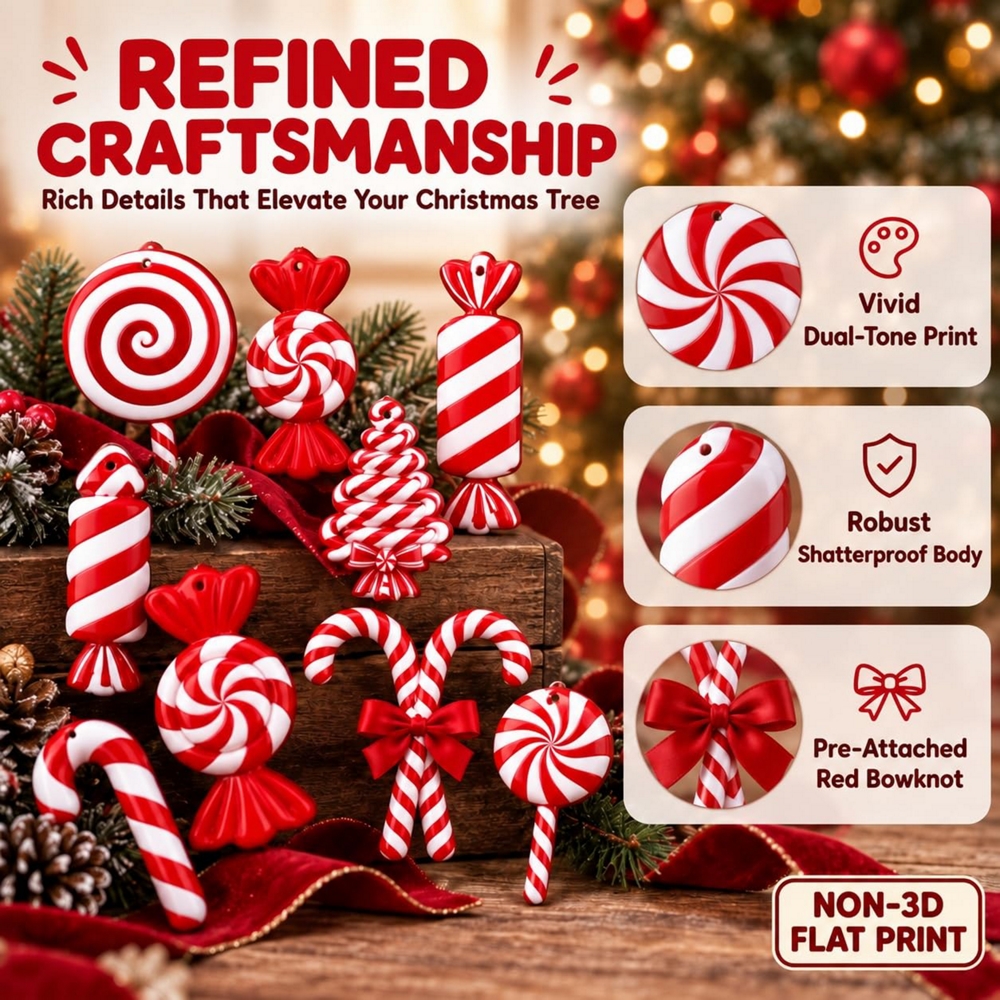 REFINED
CRAFTSMANSHIP
Rich Details That Elevate Your Christmas Tree
Vivid
Dual-Tone Print
Robust
Shatterproof Body
Pre-Attached
Red Bowknot
NON-3D
FLAT PRINT